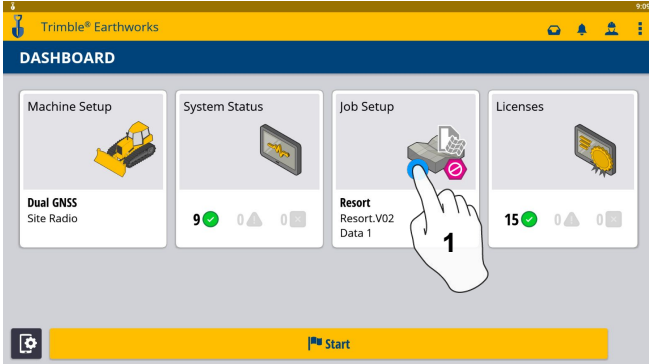 9:09
Trimble® Earthworks
DASHBOARD
Machine Setup
Dual GNSS
Site Radio
System Status
9 0 0
Job Setup
Resort
Resort.V02
Data 1
1
Licenses
15 0 0
Start